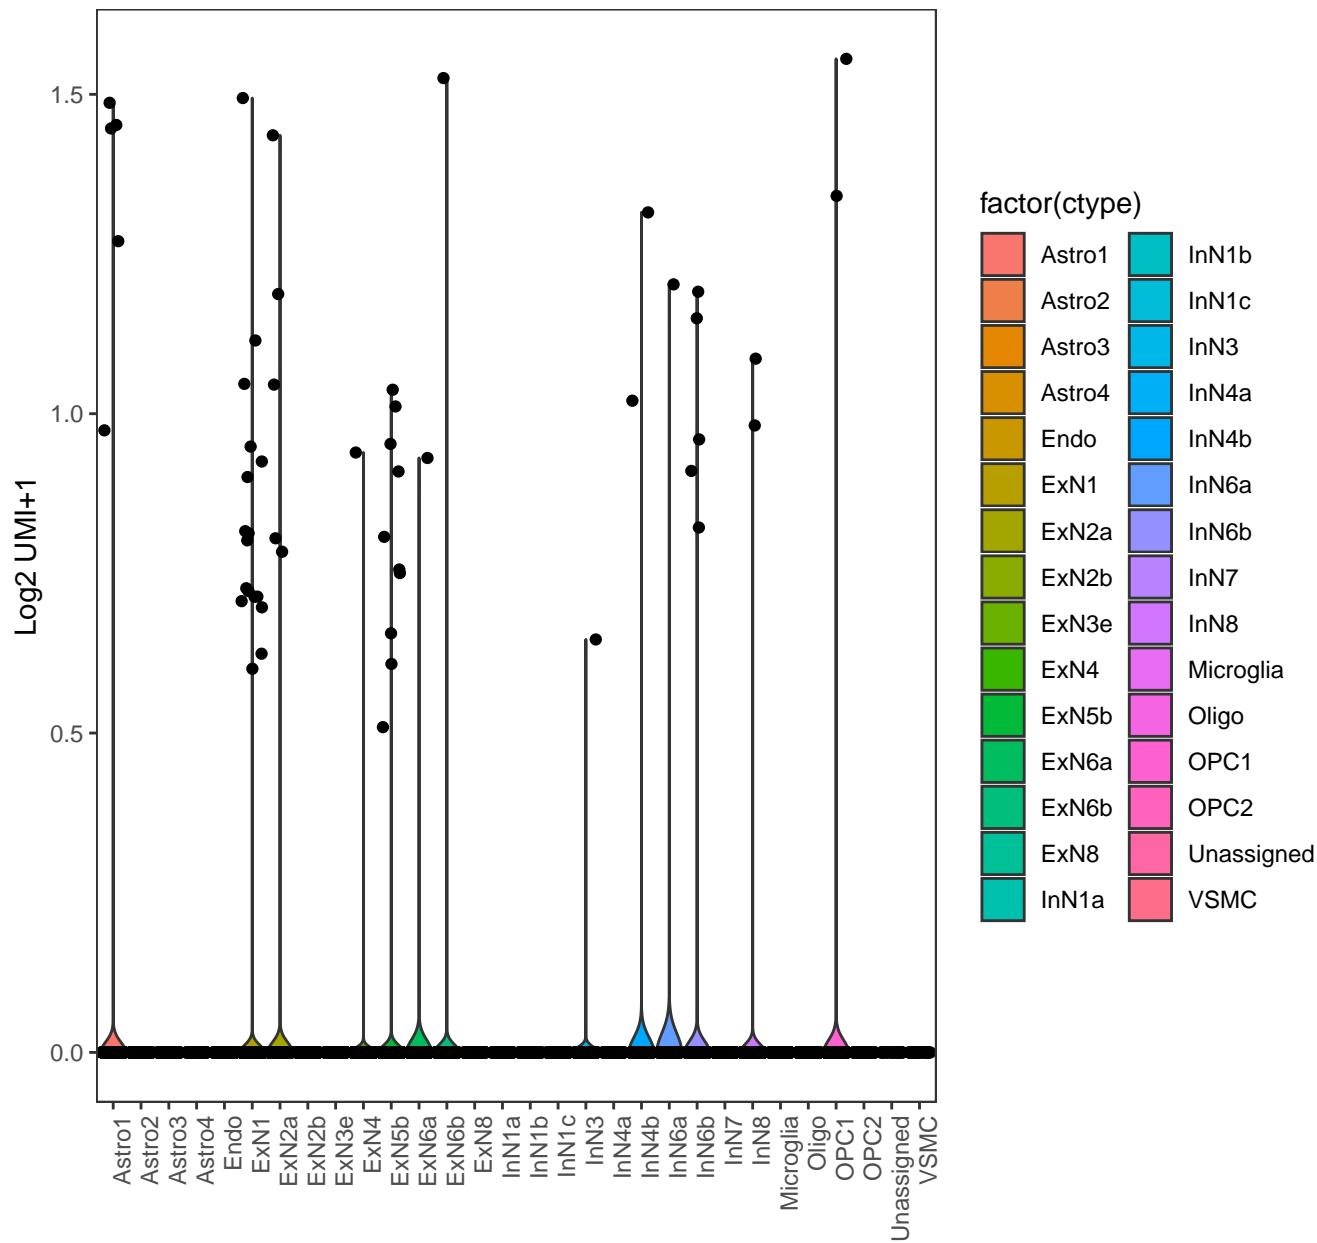 1.5
1.0
0.5
0.0
Log2 UMI+1
Astro1
Astro2
Astro3
Astro4
Endo
ExN1
ExN2a
ExN2b
ExN3e
ExN4
ExN5b
ExN6a
ExN6b
ExN8
InN1a
InN1b
InN1c
InN3
InN4a
InN4b
InN6a
InN6b
InN7
InN8
Microglia
Oligo
OPC1
OPC2
Unassigned
VSMC
factor(ctype)
Astro1
Astro2
Astro3
Astro4
Endo
ExN1
ExN2a
ExN2b
ExN3e
ExN4
ExN5b
ExN6a
ExN6b
ExN8
InN1a
InN1b
InN1c
InN3
InN4a
InN4b
InN6a
InN6b
InN7
InN8
Microglia
Oligo
OPC1
OPC2
Unassigned
VSMC